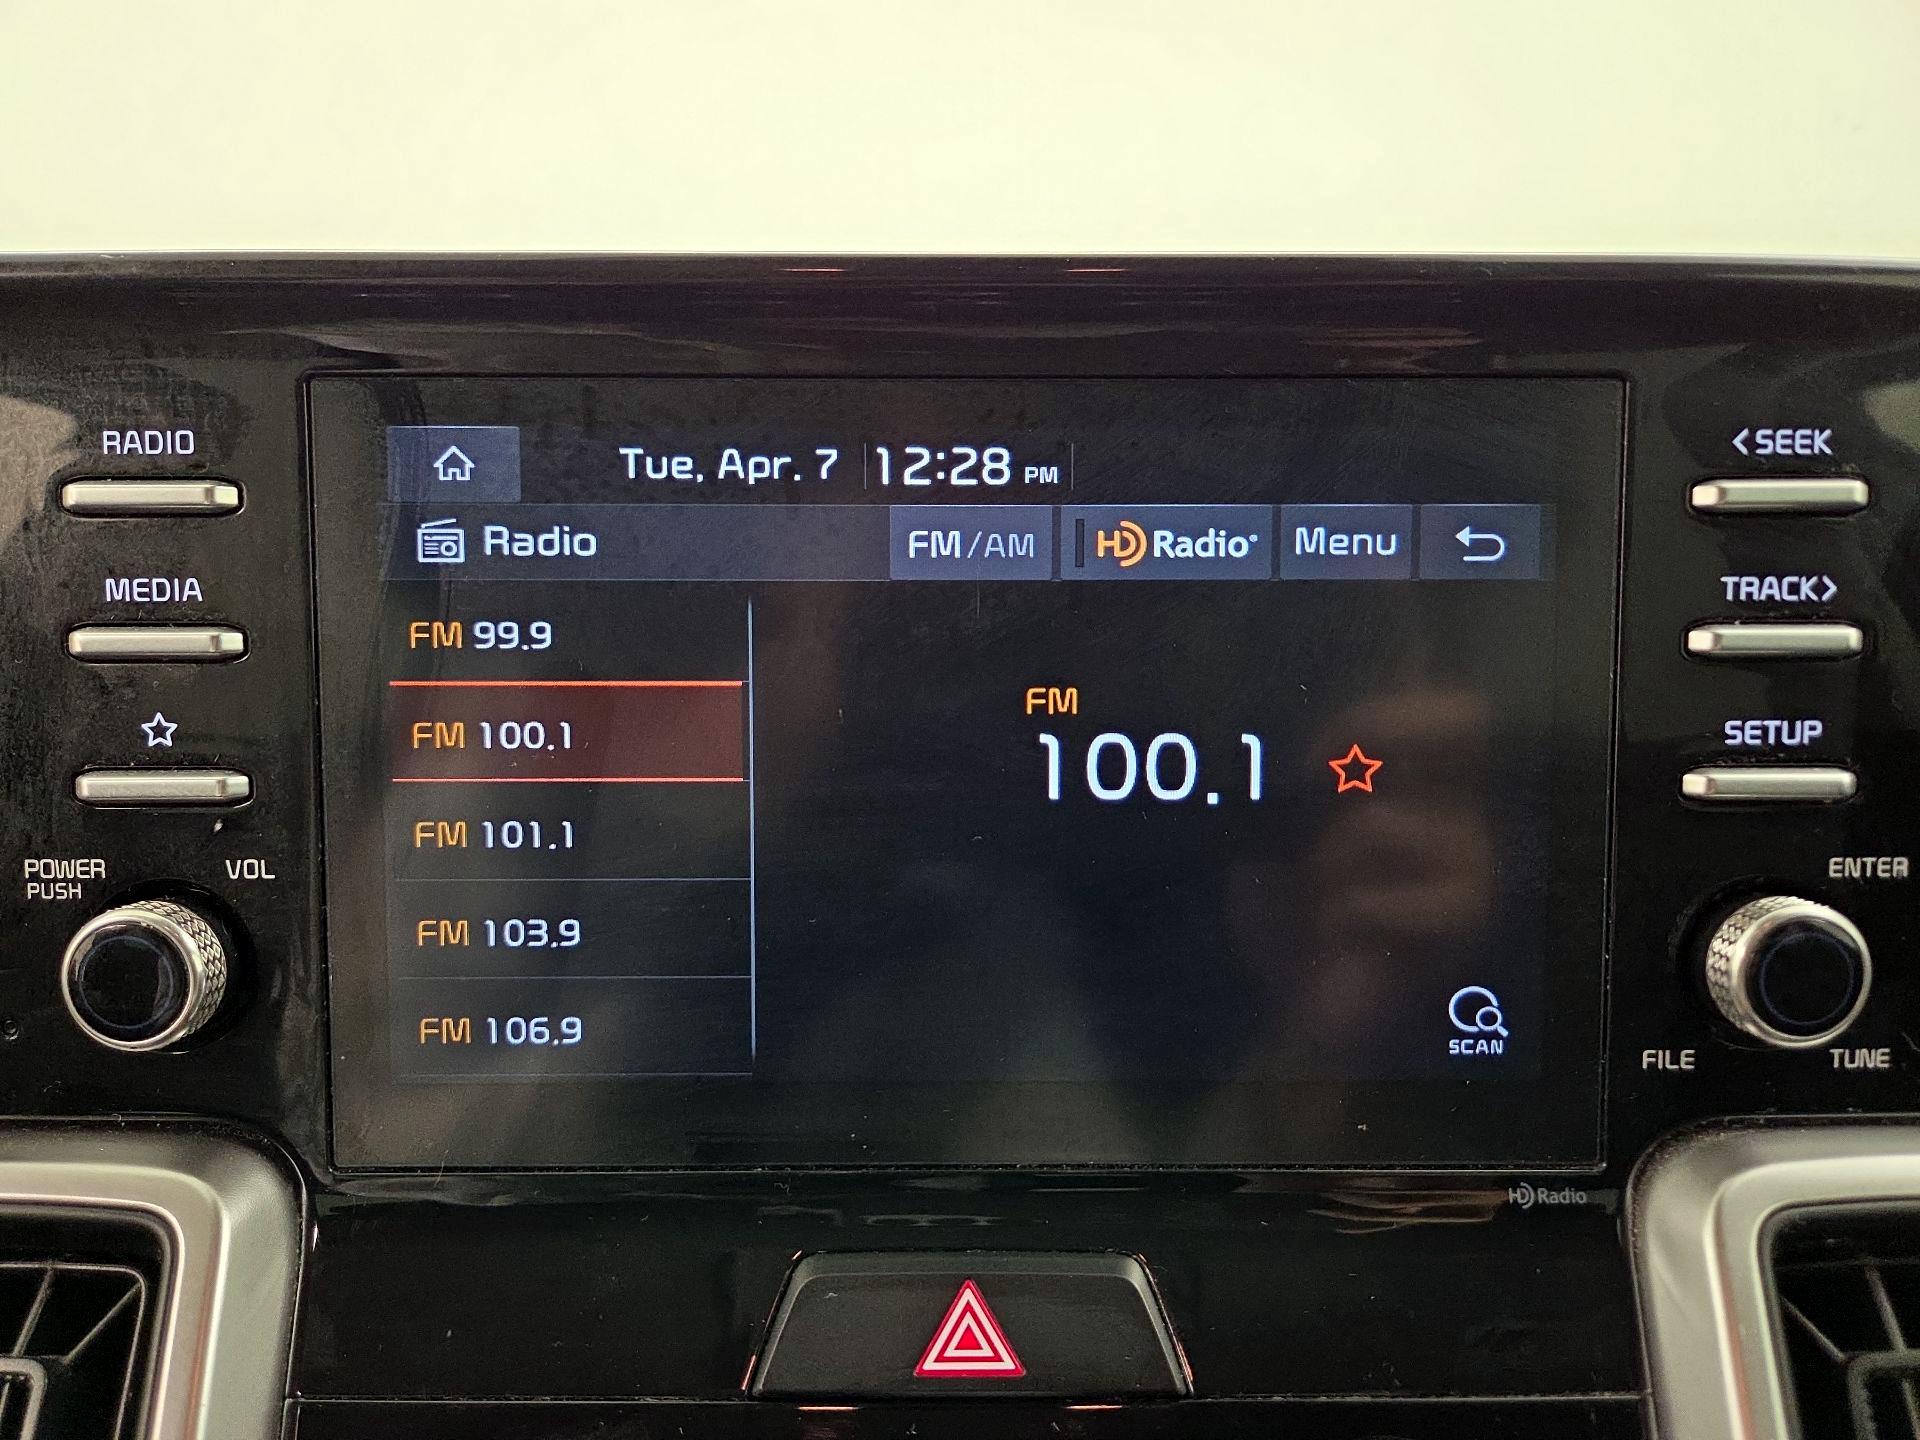 RADIO
MEDIA
POWER
PUSH
VOL
Tue, Apr. 7 12:28 PM
Radio FM/AM HD Radio Menu
FM 99.9
FM 100.1
FM 101.1
FM 103.9
FM 106.9
FM
100.1
SCAN
<SEEK
TRACK>
SETUP
ENTER
FILE
TUNE
HD Radio